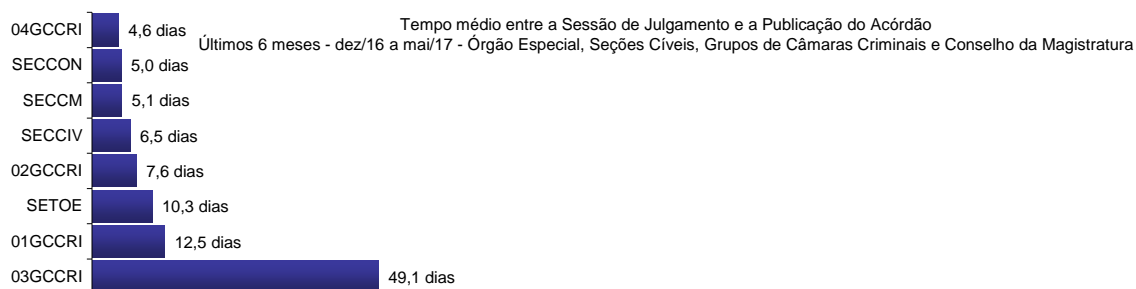 Tempo médio entre a Sessão de Julgamento e a Publicação do Acórdão
Últimos 6 meses - dez/16 a mai/17 - Órgão Especial, Seções Cíveis, Grupos de Câmaras Criminais e Conselho da Magistratura
04GCCRI 4,6 dias
SECCON 5,0 dias
SECCM 5,1 dias
SECCIV 6,5 dias
02GCCRI 7,6 dias
SETOE 10,3 dias
01GCCRI 12,5 dias
03GCCRI 49,1 dias